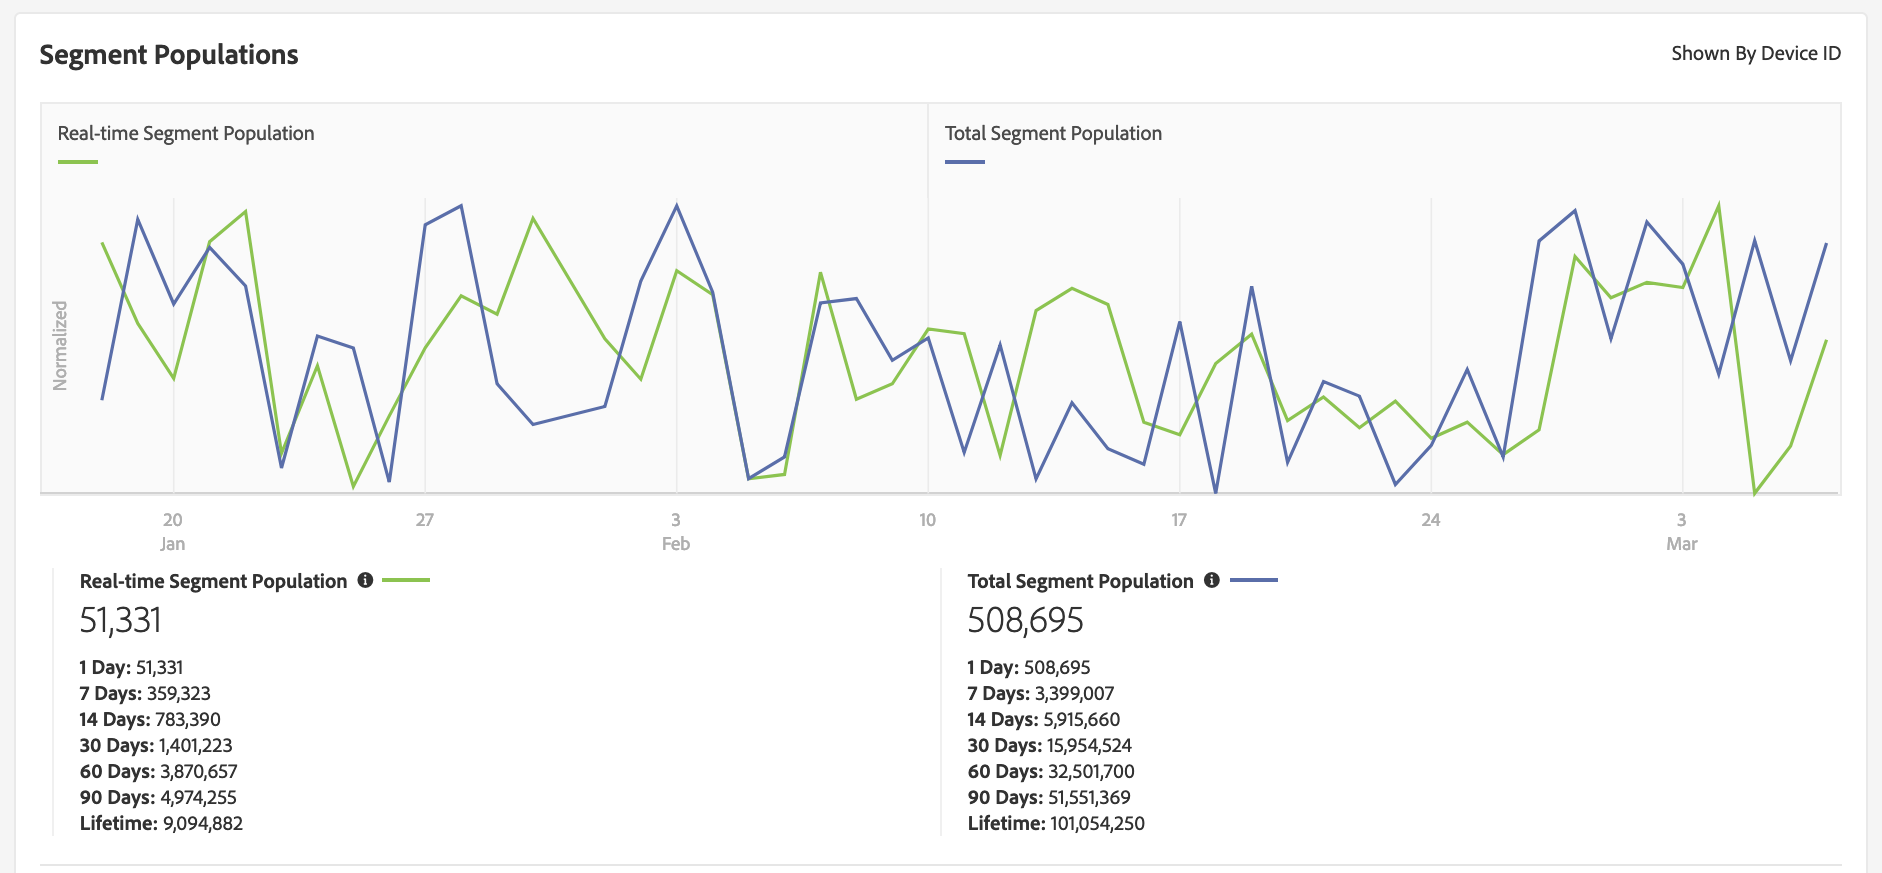 Segment Populations
Shown By Device ID
Real-time Segment Population
Total Segment Population
Normalized
20 27 3 10 17 24 3
Jan Feb Mar
Real-time Segment Population
51,331
1 Day: 51,331
7 Days: 359,323
14 Days: 783,390
30 Days: 1,401,223
60 Days: 3,870,657
90 Days: 4,974,255
Lifetime: 9,094,882
Total Segment Population
508,695
1 Day: 508,695
7 Days: 3,399,007
14 Days: 5,915,660
30 Days: 15,954,524
60 Days: 32,501,700
90 Days: 51,551,369
Lifetime: 101,054,250